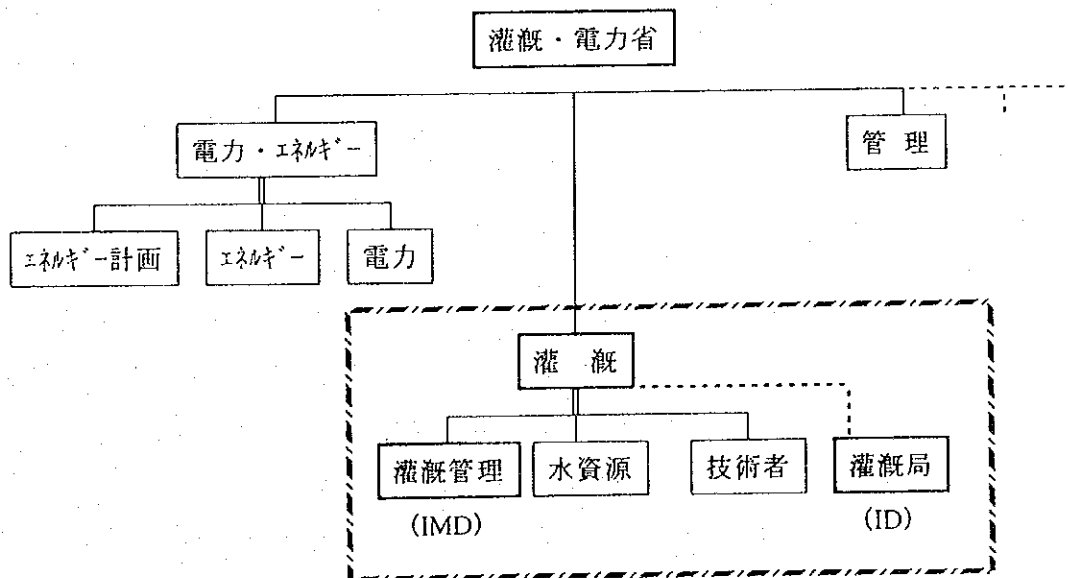 灌漑・電力省
電力・エネルギー
管 理
エネルギー計画
エネルギー
電力
灌 漑
灌漑管理
水資源
技術者
灌漑局
(IMD)
(ID)